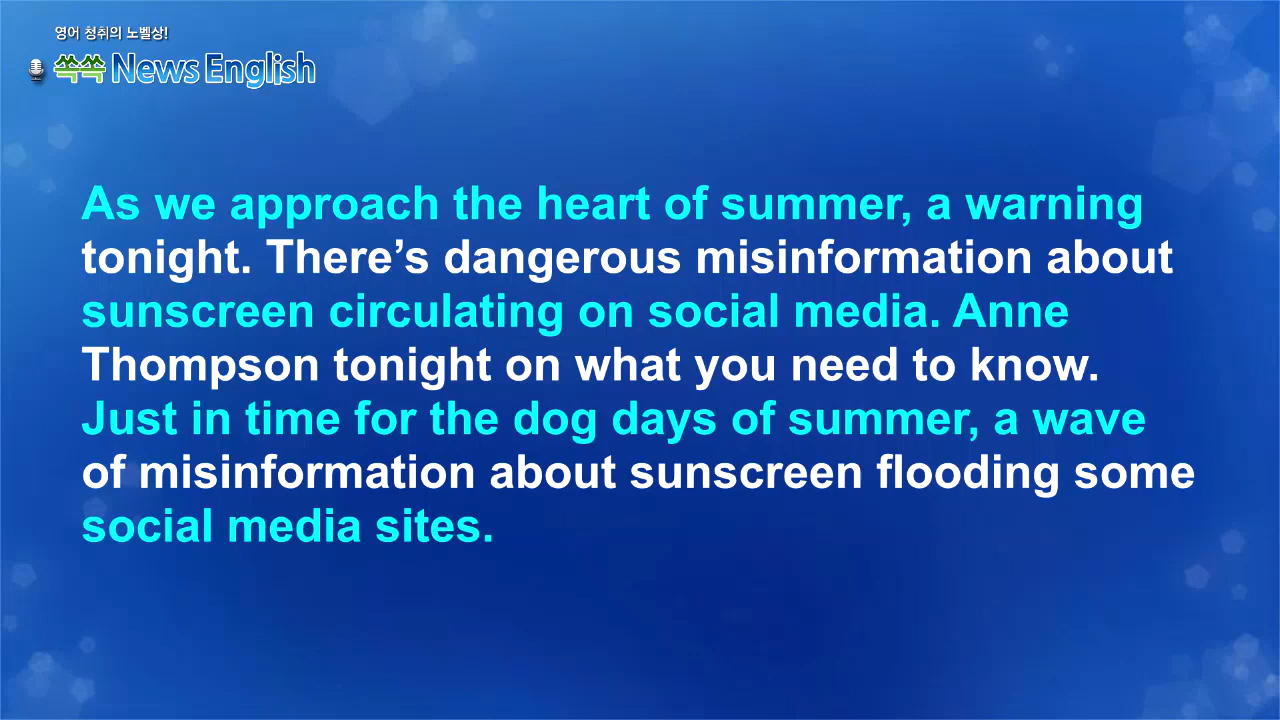 영어 청취의 노벨상!
쏙쏙 News English
As we approach the heart of summer, a warning
tonight. There’s dangerous misinformation about
sunscreen circulating on social media. Anne
Thompson tonight on what you need to know.
Just in time for the dog days of summer, a wave
of misinformation about sunscreen flooding some
social media sites.